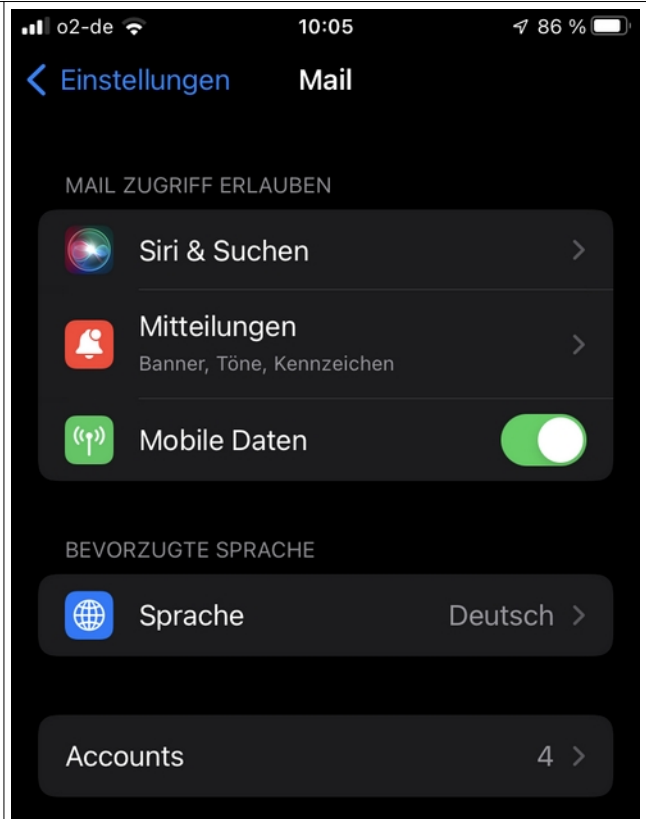 o2-de 10:05 86 %
Einstellungen Mail
MAIL ZUGRIFF ERLAUBEN
Siri & Suchen
Mitteilungen
Banner, Töne, Kennzeichen
Mobile Daten
BEVORZUGTE SPRACHE
Sprache Deutsch
Accounts 4